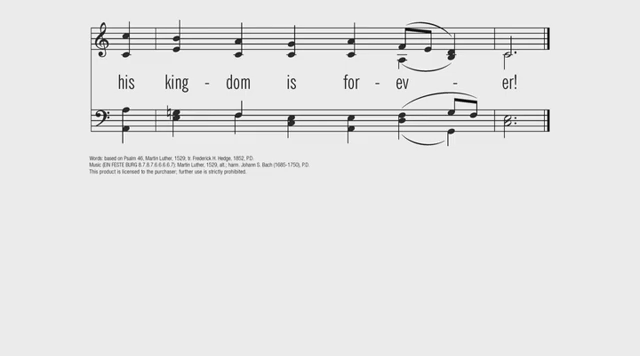 his king - dom is for - ev - er!
Words: based on Psalm 46, Martin Luther, 1529; tr. Frederick H. Hedge, 1852, P.D.
Music (EIN FESTE BURG 8.7.8.7.6.6.6.6.7): Martin Luther, 1529, alt.; harm. Johann S. Bach (1685-1750), P.D.
This product is licensed to the purchaser; further use is strictly prohibited.